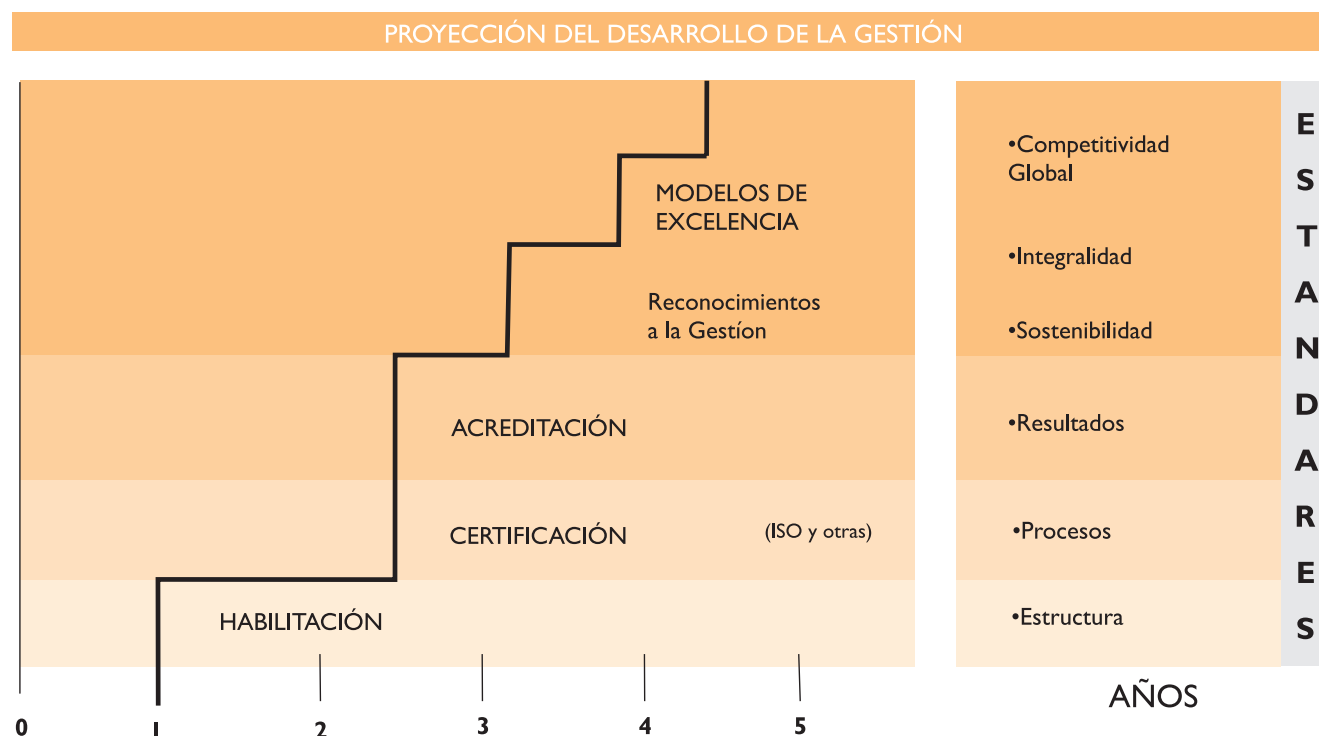 PROYECCIÓN DEL DESARROLLO DE LA GESTIÓN
MODELOS DE
EXCELENCIA
Reconocimientos
a la Gestíon
ACREDITACIÓN
CERTIFICACIÓN
(ISO y otras)
HABILITACIÓN
0
1
2
3
4
5
•Competitividad
Global
•Integralidad
•Sostenibilidad
•Resultados
•Procesos
•Estructura
AÑOS
E
S
T
A
N
D
A
R
E
S